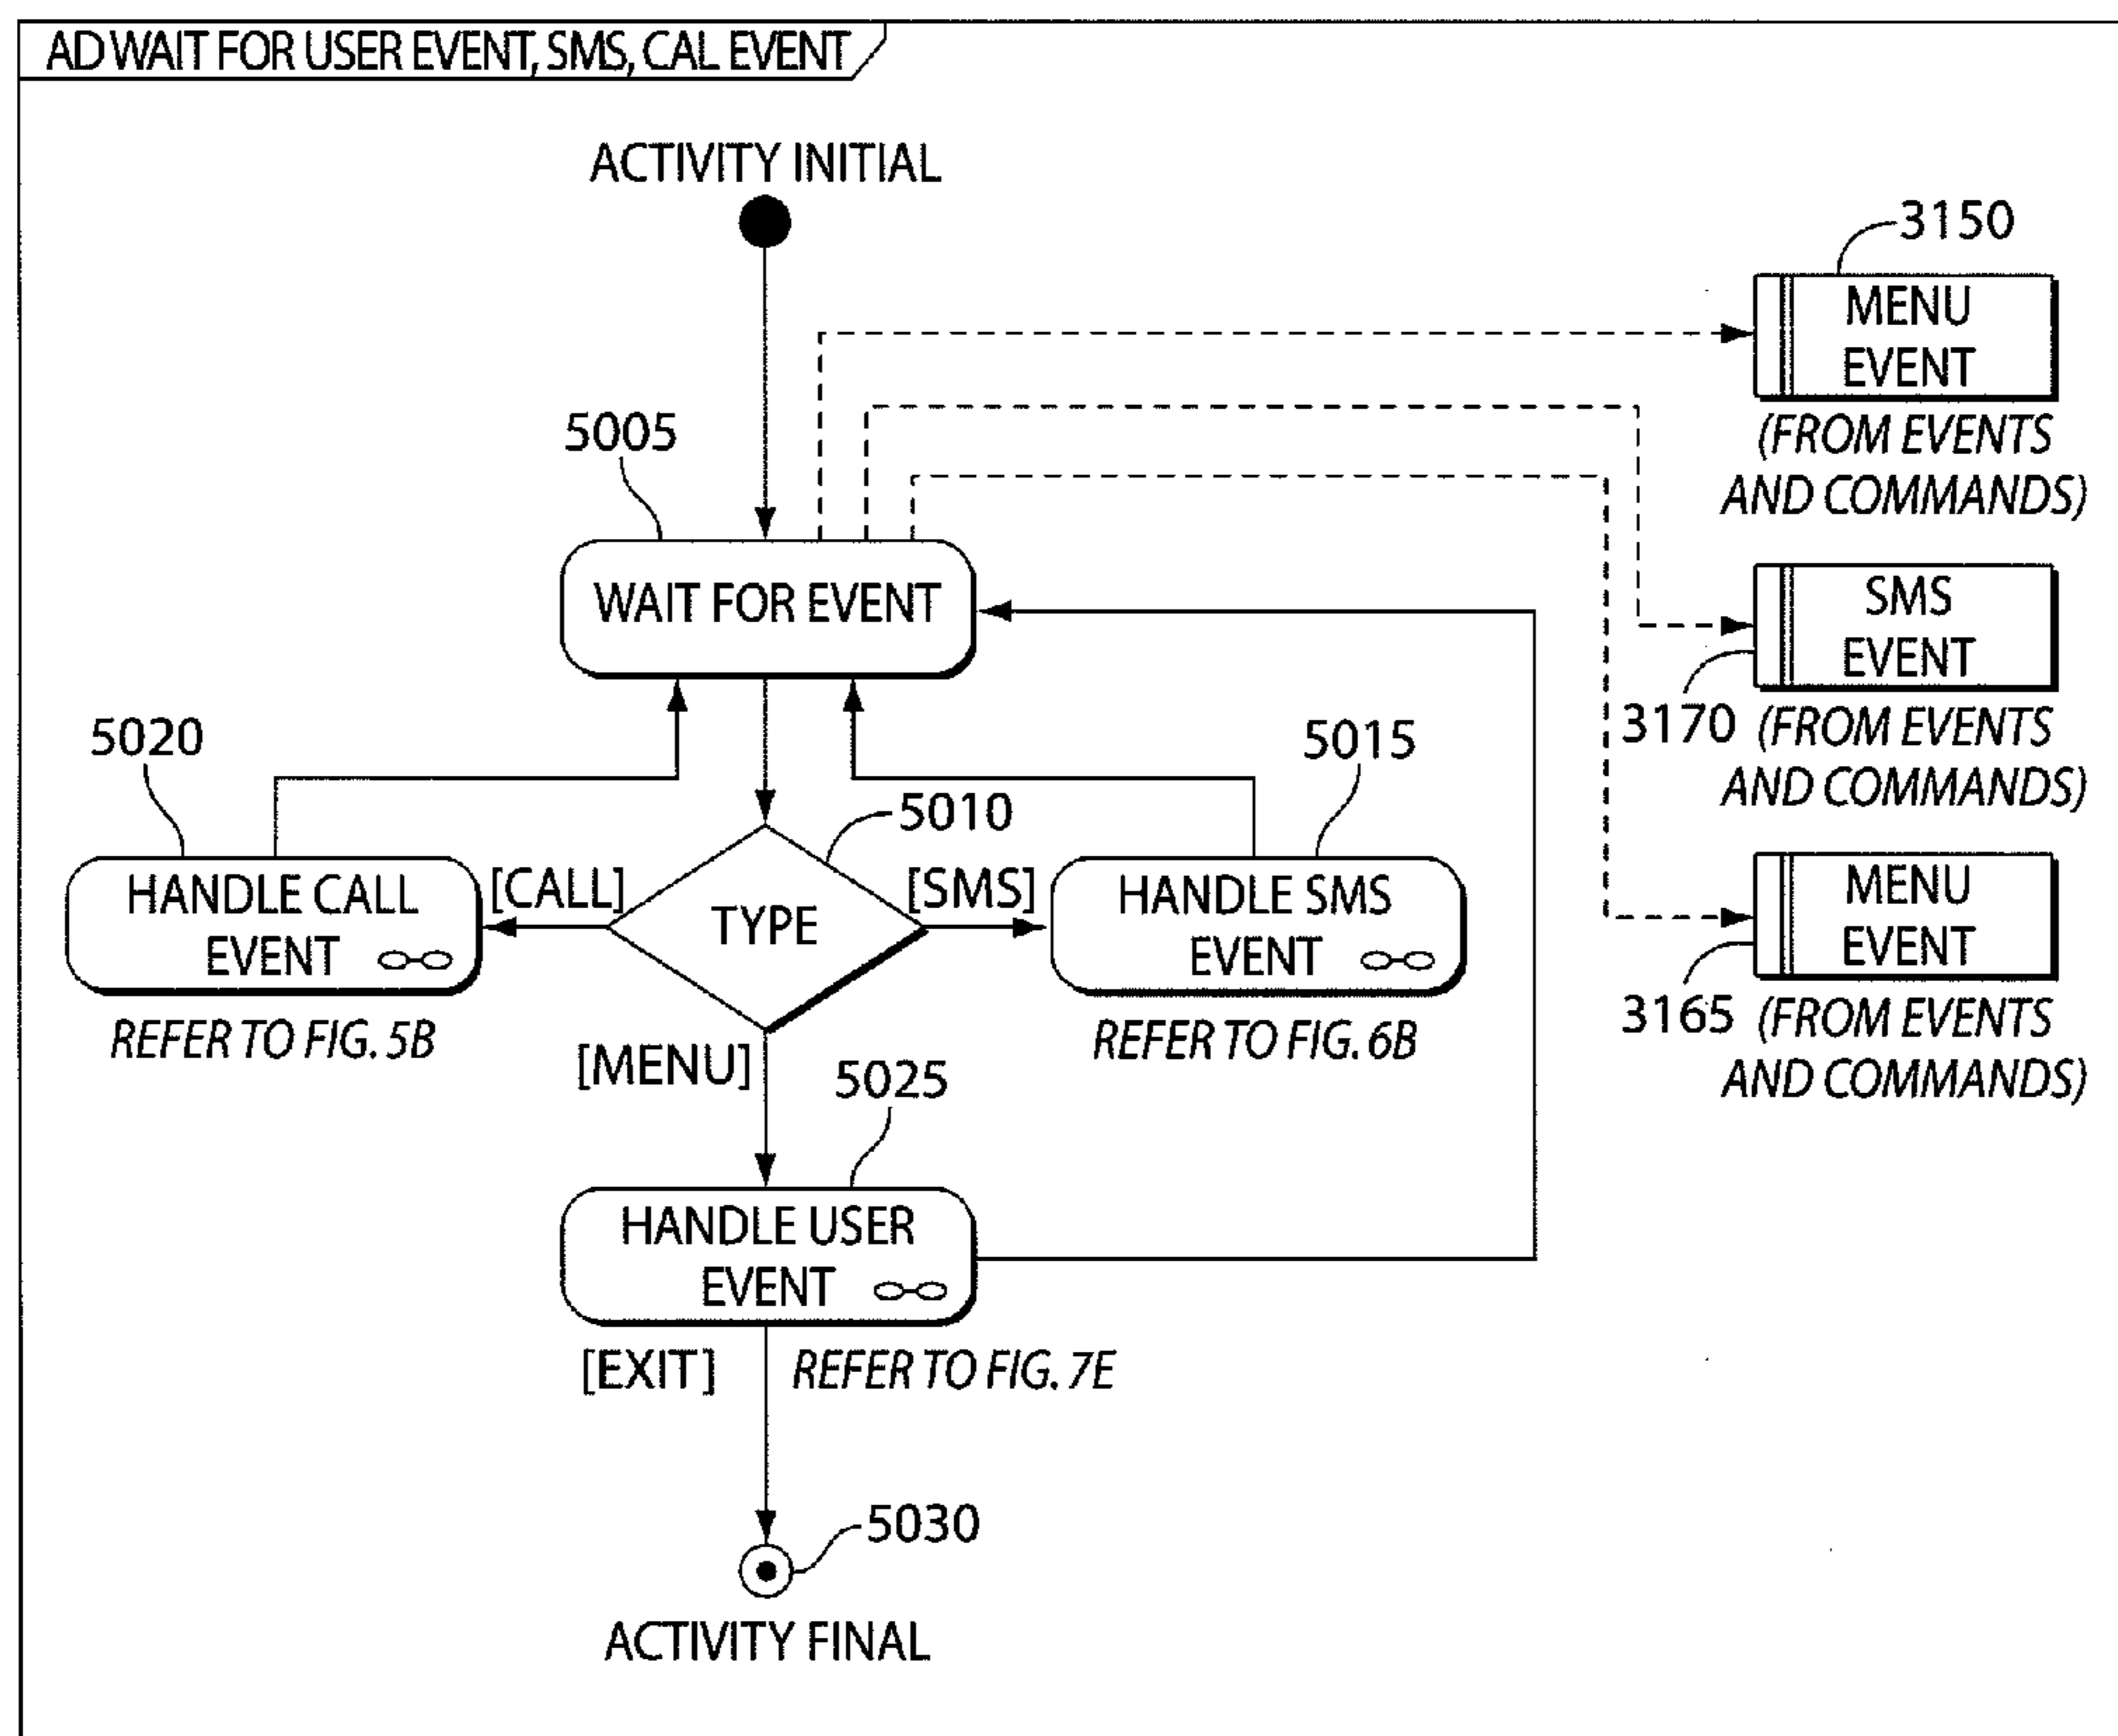 AD WAIT FOR USER EVENT, SMS, CAL EVENT
ACTIVITY INITIAL
3150
MENU
EVENT
(FROM EVENTS
AND COMMANDS)
5005
WAIT FOR EVENT
SMS
EVENT
3170
(FROM EVENTS
AND COMMANDS)
5020
5015
5010
HANDLE CALL
EVENT
[CALL]
TYPE
[SMS]
HANDLE SMS
EVENT
MENU
EVENT
3165
(FROM EVENTS
AND COMMANDS)
REFER TO FIG. 5B
REFER TO FIG. 6B
[MENU]
5025
HANDLE USER
EVENT
[EXIT]
REFER TO FIG. 7E
5030
ACTIVITY FINAL